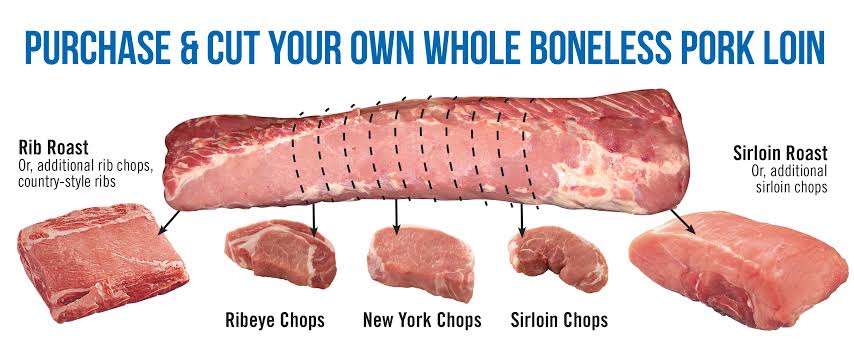 PURCHASE & CUT YOUR OWN WHOLE BONELESS PORK LOIN
Rib Roast
Or, additional rib chops,
country-style ribs
Sirloin Roast
Or, additional
sirloin chops
Ribeye Chops
New York Chops
Sirloin Chops